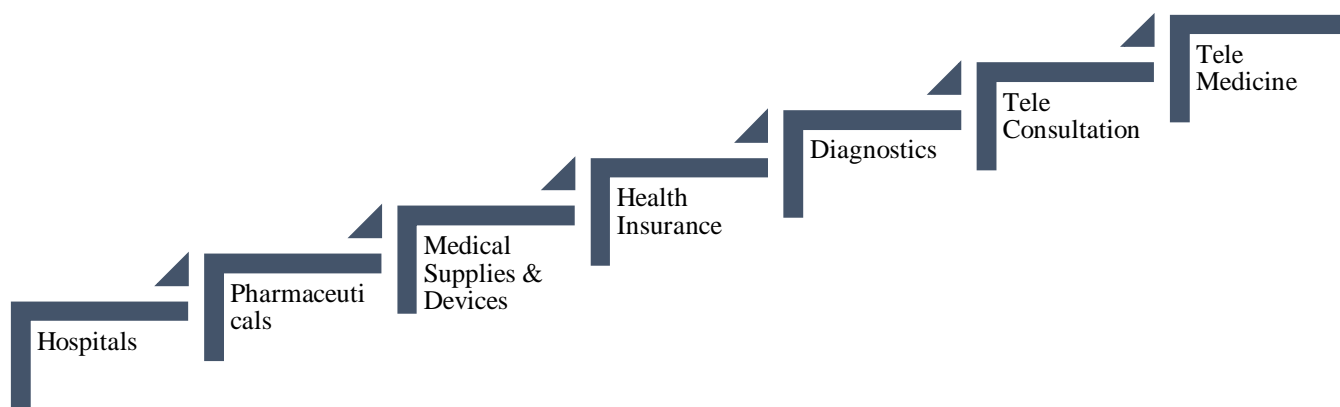 Hospitals
Pharmaceuti
cals
Medical
Supplies &
Devices
Health
Insurance
Diagnostics
Tele
Consultation
Tele
Medicine